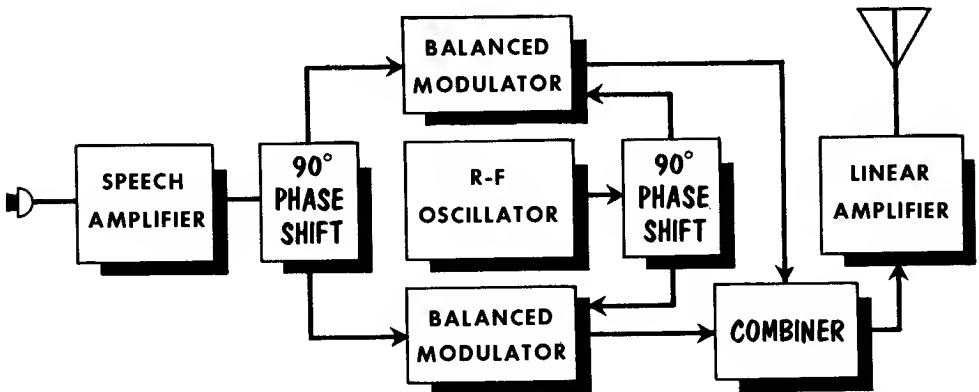 BALANCED
MODULATOR
SPEECH
AMPLIFIER
90°
PHASE
SHIFT
R-F
OSCILLATOR
90°
PHASE
SHIFT
LINEAR
AMPLIFIER
BALANCED
MODULATOR
COMBINER